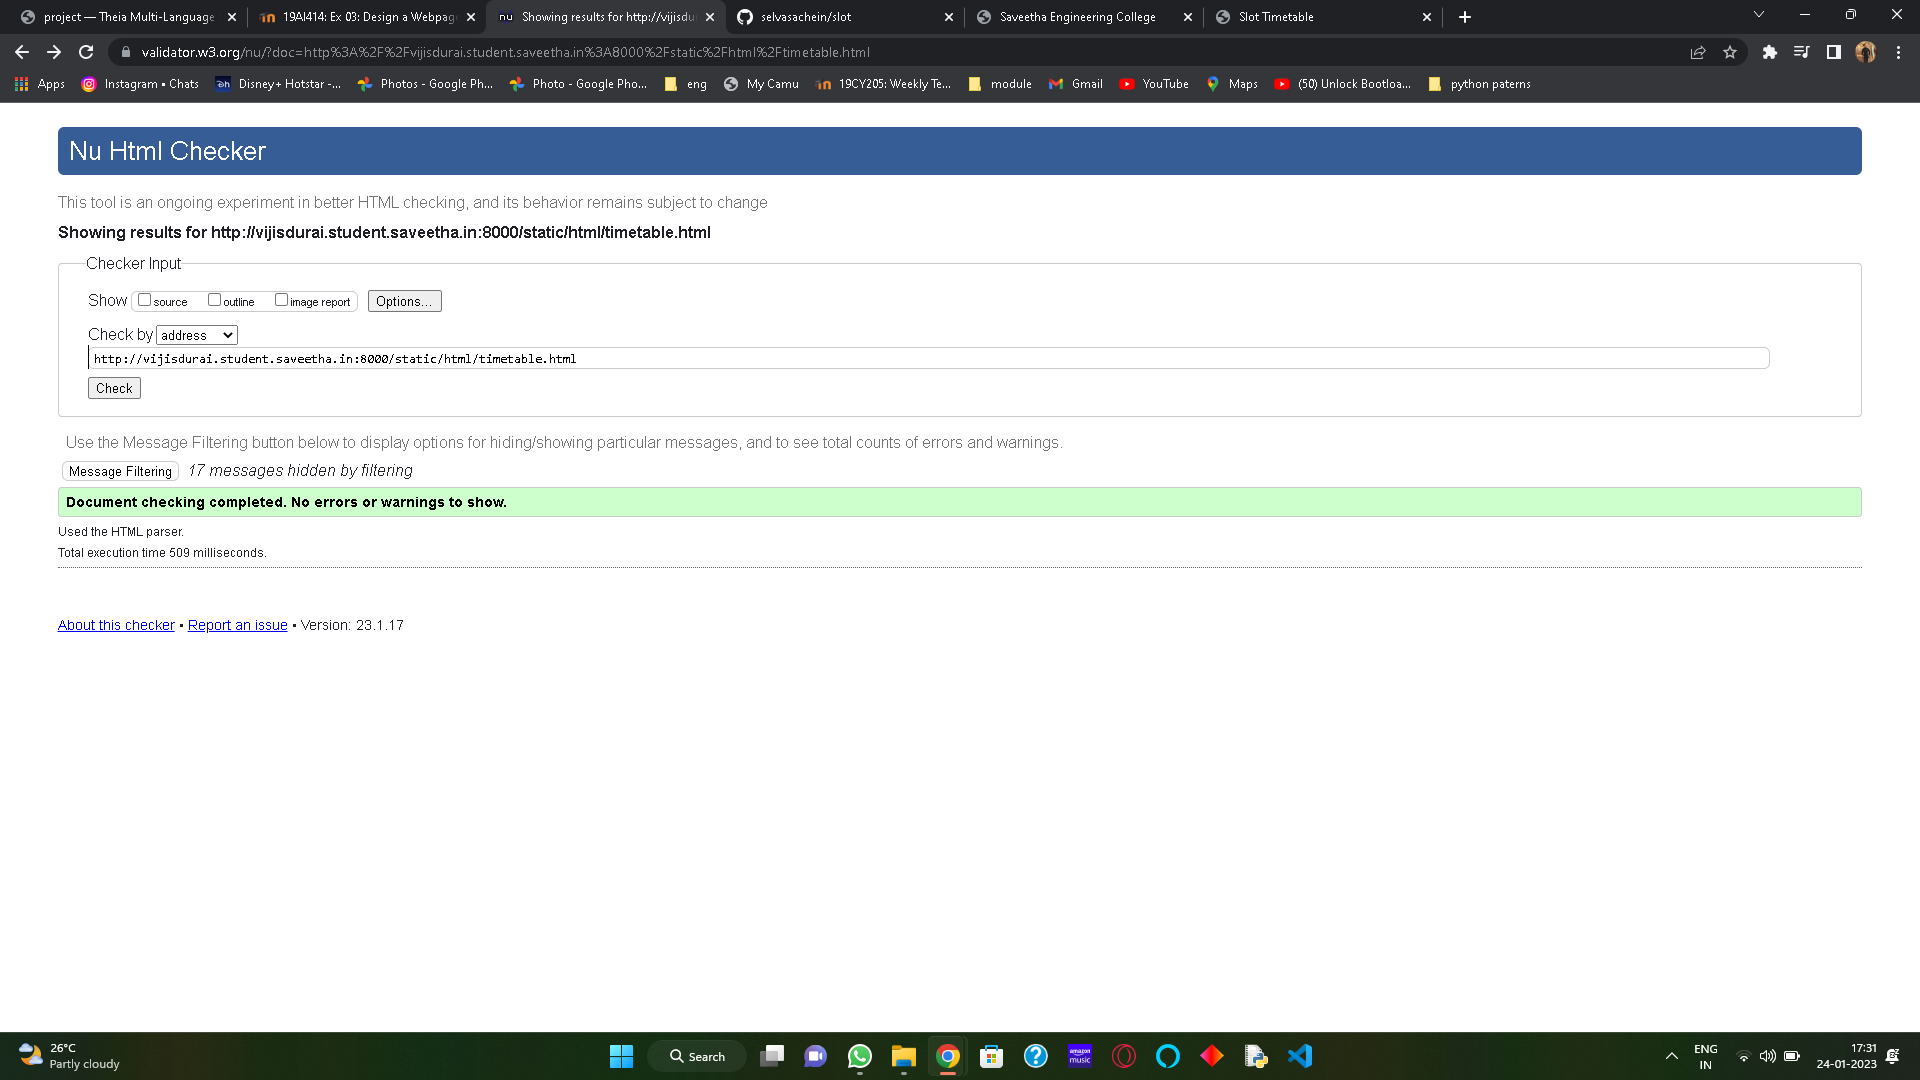 project — Theia Multi-Language
19AI414: Ex 03: Design a Webpag
Showing results for http://vijisdu
selvasachein/slot
Saveetha Engineering College
Slot Timetable
validator.w3.org/nu/?doc=http%3A%2F%2Fvijisdurai.student.saveetha.in%3A8000%2Fstatic%2Fhtml%2Ftimetable.html
Apps
Instagram • Chats
Disney+ Hotstar -...
Photos - Google Ph...
Photo - Google Pho...
eng
My Camu
19CY205: Weekly Te...
module
Gmail
YouTube
Maps
(50) Unlock Bootloa...
python paterns
Nu Html Checker
This tool is an ongoing experiment in better HTML checking, and its behavior remains subject to change
Showing results for http://vijisdurai.student.saveetha.in:8000/static/html/timetable.html
Checker Input
Show source outline image report Options...
Check by address
http://vijisdurai.student.saveetha.in:8000/static/html/timetable.html
Check
Use the Message Filtering button below to display options for hiding/showing particular messages, and to see total counts of errors and warnings.
Message Filtering 17 messages hidden by filtering
Document checking completed. No errors or warnings to show.
Used the HTML parser.
Total execution time 509 milliseconds.
About this checker • Report an issue • Version: 23.1.17
26°C
Partly cloudy
Search
amazon music
ENG
IN
17:31
24-01-2023